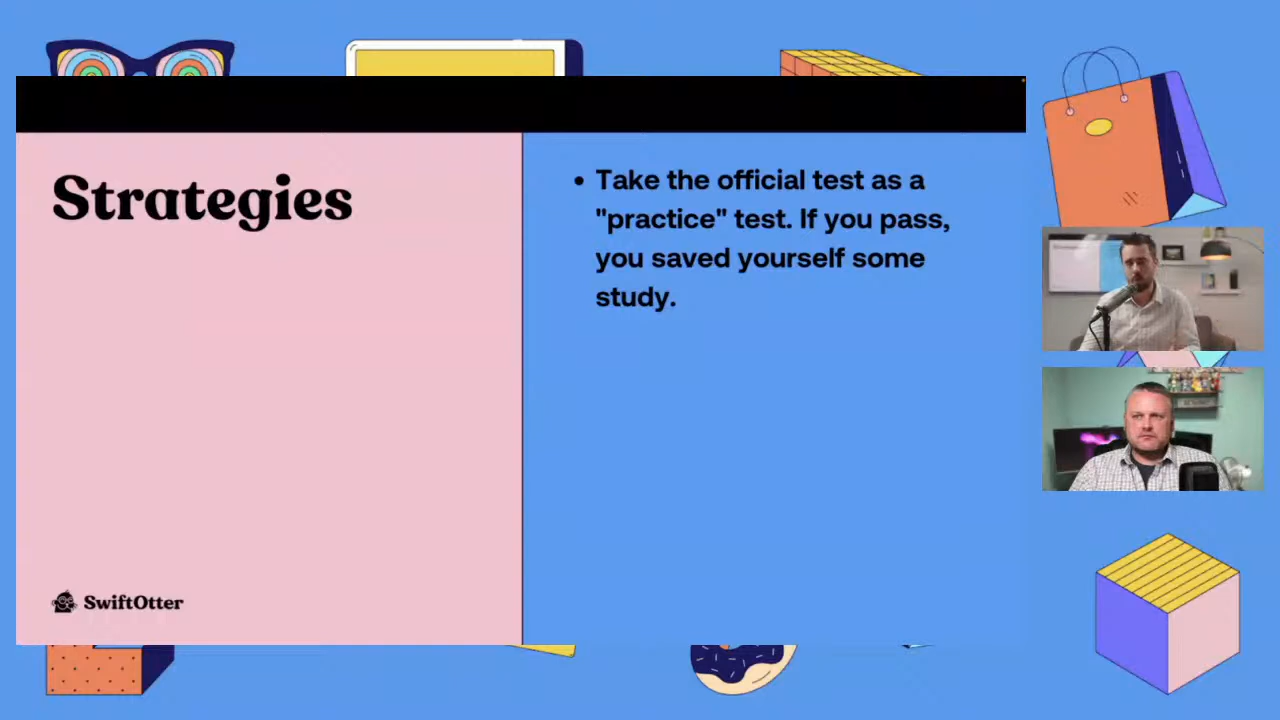 Strategies
• Take the official test as a
"practice" test. If you pass,
you saved yourself some
study.
SwiftOtter